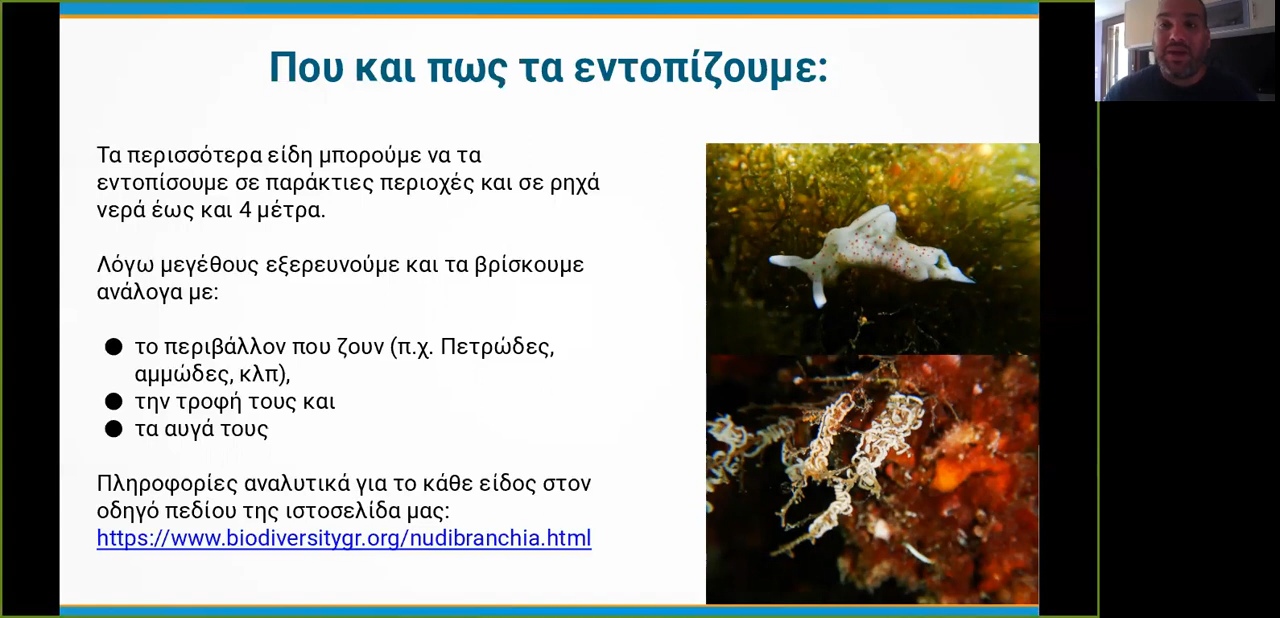 Που και πως τα εντοπίζουμε:
Τα περισσότερα είδη μπορούμε να τα
εντοπίσουμε σε παράκτιες περιοχές και σε ρηχά
νερά έως και 4 μέτρα.
Λόγω μεγέθους εξερευνούμε και τα βρίσκουμε
ανάλογα με:
● το περιβάλλον που ζουν (π.χ. Πετρώδες,
αμμώδες, κλπ),
● την τροφή τους και
● τα αυγά τους
Πληροφορίες αναλυτικά για το κάθε είδος στον
οδηγό πεδίου της ιστοσελίδα μας:
https://www.biodiversitygr.org/nudibranchia.html